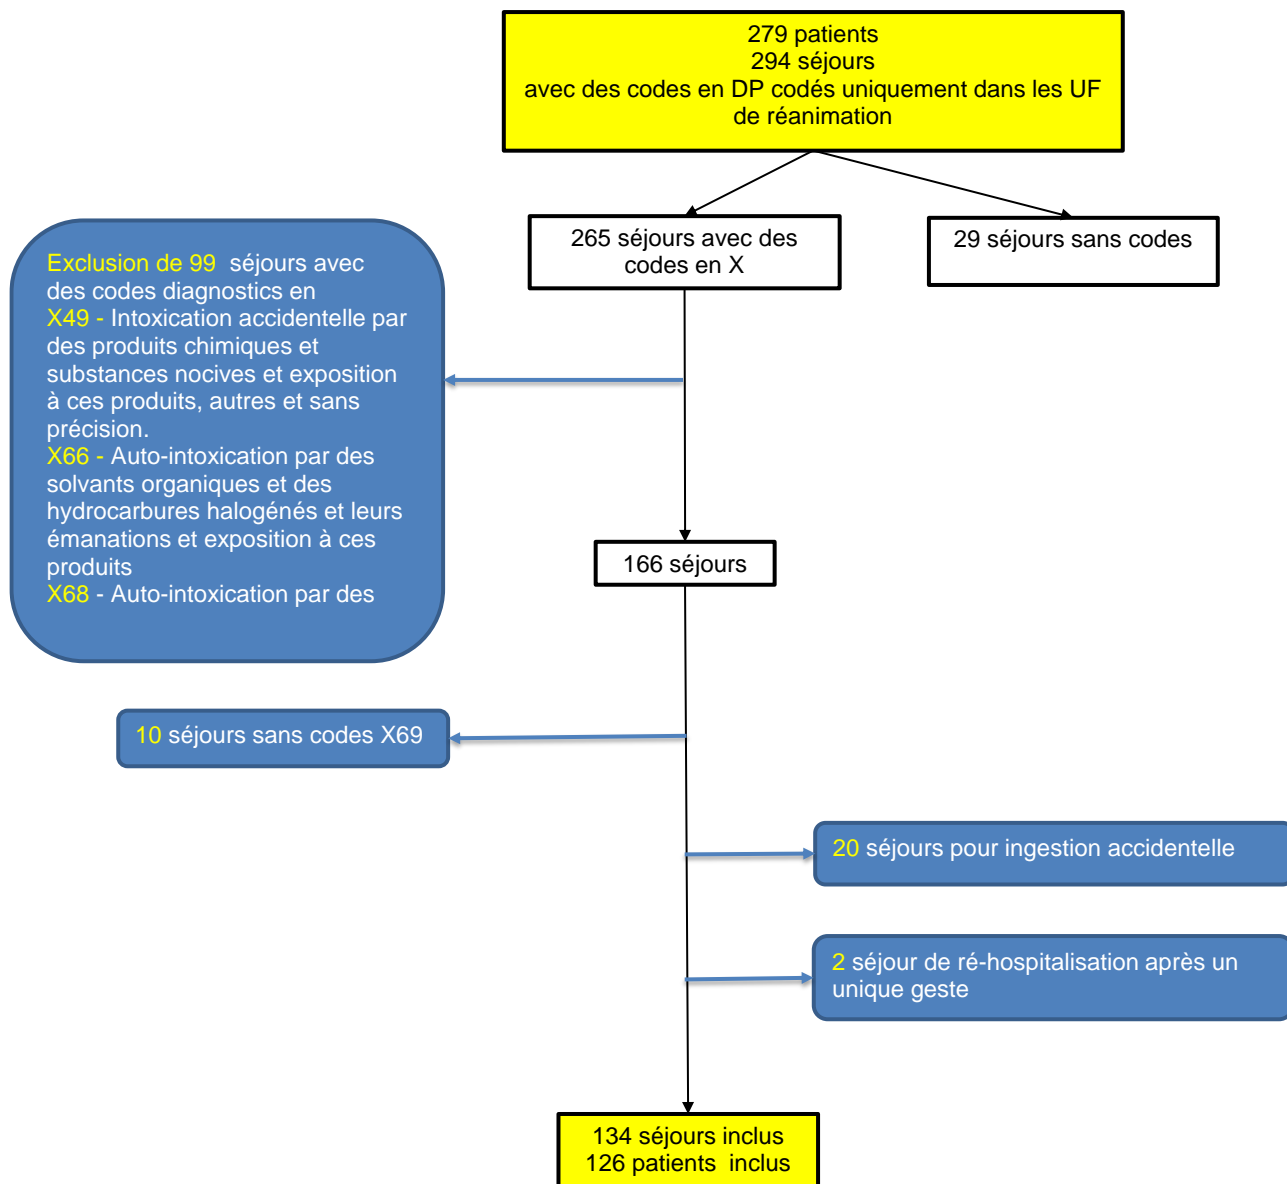 279 patients
294 séjours
avec des codes en DP codés uniquement dans les UF
de réanimation
265 séjours avec des
codes en X
29 séjours sans codes
Exclusion de 99 séjours avec
des codes diagnostics en
X49 - Intoxication accidentelle par
des produits chimiques et
substances nocives et exposition
à ces produits, autres et sans
précision.
X66 - Auto-intoxication par des
solvants organiques et des
hydrocarbures halogénés et leurs
émanations et exposition à ces
produits
X68 - Auto-intoxication par des
166 séjours
10 séjours sans codes X69
20 séjours pour ingestion accidentelle
2 séjour de ré-hospitalisation après un
unique geste
134 séjours inclus
126 patients inclus